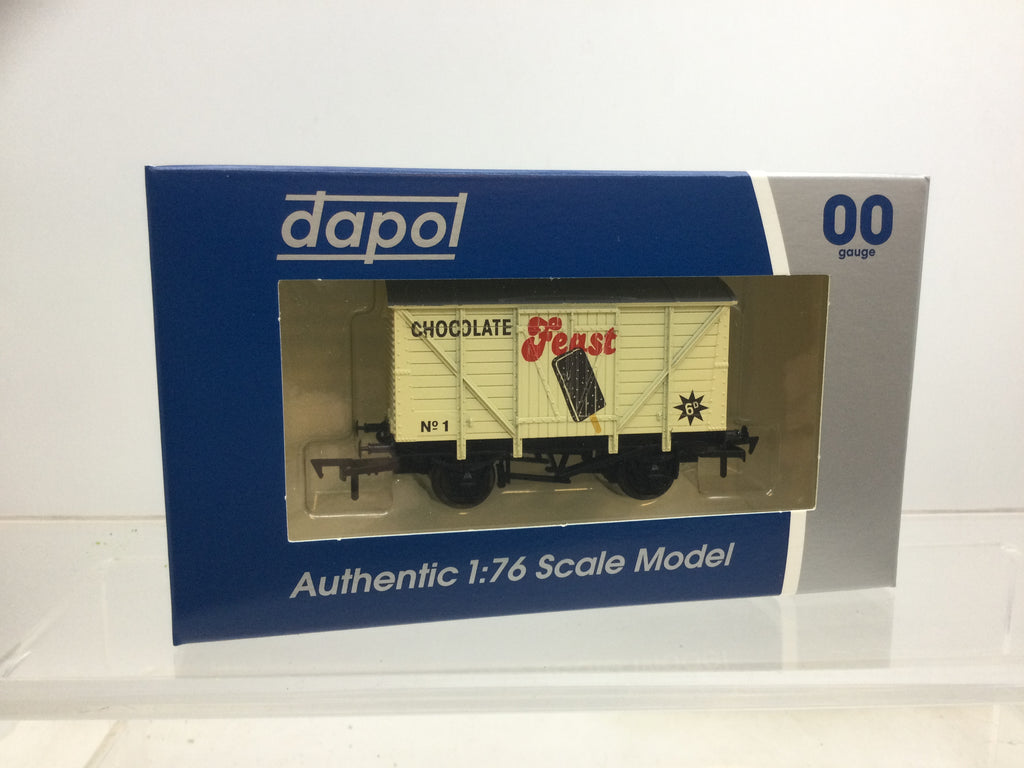 dapol
00
gauge
CHOCOLATE Feast
Nº 1
6D
Authentic 1:76 Scale Model